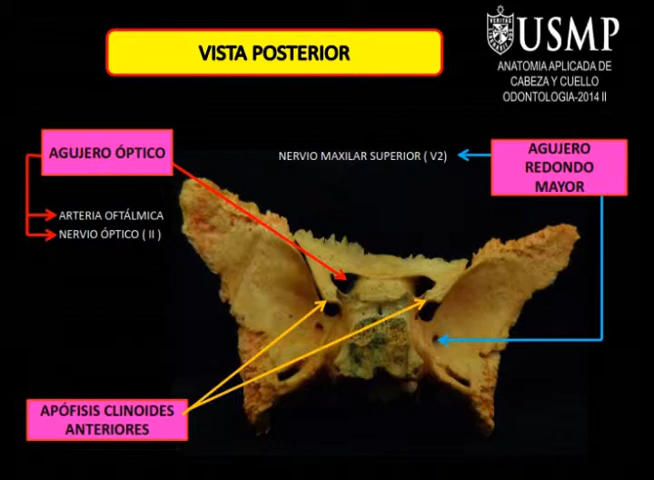 VISTA POSTERIOR
USMP
ANATOMIA APLICADA DE
CABEZA Y CUELLO
ODONTOLOGIA-2014 II
AGUJERO ÓPTICO
ARTERIA OFTÁLMICA
NERVIO ÓPTICO ( II )
NERVIO MAXILAR SUPERIOR ( V2)
AGUJERO
REDONDO
MAYOR
APÓFISIS CLINOIDES
ANTERIORES